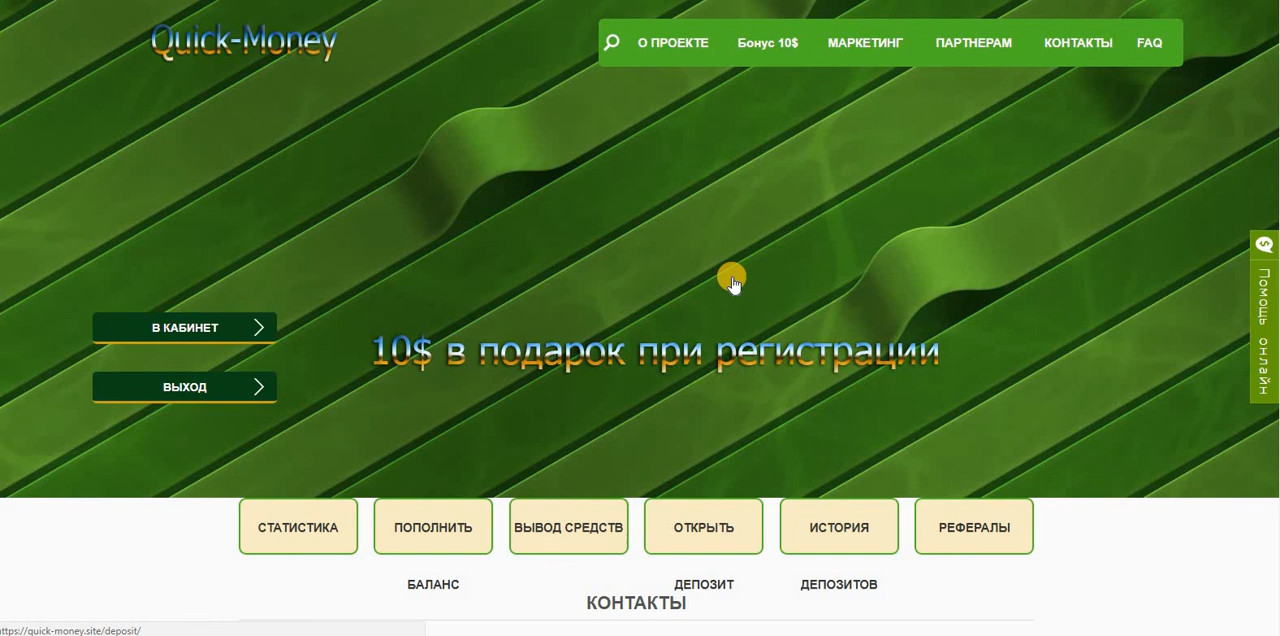 Quick-Money
О ПРОЕКТЕ
Бонус 10$
МАРКЕТИНГ
ПАРТНЕРАМ
КОНТАКТЫ
FAQ
Помощь онлайн
В КАБИНЕТ
10$ в подарок при регистрации
ВЫХОД
СТАТИСТИКА
ПОПОЛНИТЬ
БАЛАНС
ВЫВОД СРЕДСТВ
ОТКРЫТЬ
ДЕПОЗИТ
ИСТОРИЯ
ДЕПОЗИТОВ
РЕФЕРАЛЫ
КОНТАКТЫ
https://quick-money.site/deposit/